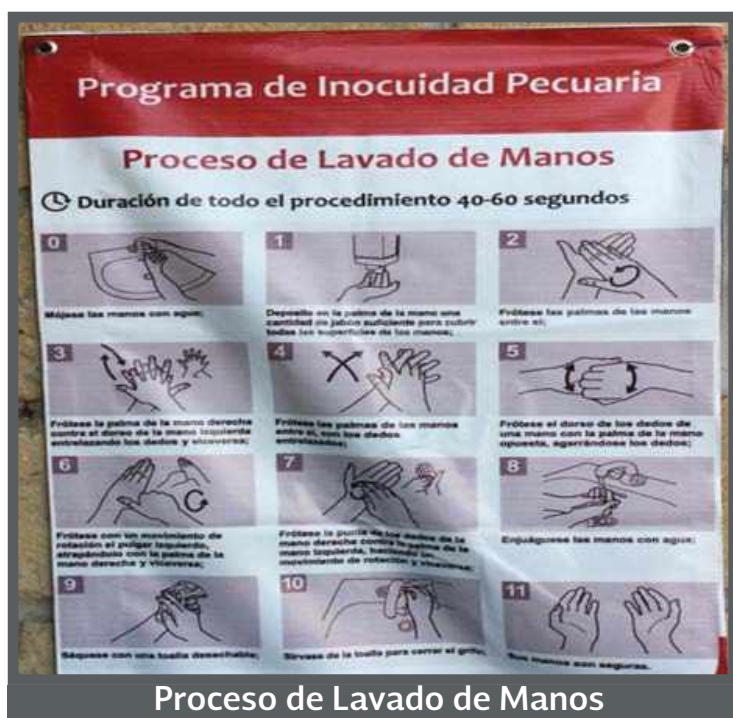 Programa de Inocuidad Pecuaria
Proceso de Lavado de Manos
Duración de todo el procedimiento 40-60 segundos
0
Mójese las manos con agua;
1
Deposite en la palma de la mano una
cantidad de jabón suficiente para cubrir
todas las superficies de las manos;
2
Frótese las palmas de las manos
entre sí;
3
Frótese la palma de la mano derecha
contra el dorso de la mano izquierda
entrelazando los dedos y viceversa;
4
Frótese las palmas de las manos
entre sí, con los dedos
entrelazados;
5
Frótese el dorso de los dedos de
una mano con la palma de la mano
opuesta, agarrándose los dedos;
6
Frótese con un movimiento de
rotación el pulgar izquierdo,
atrapándolo con la palma de la
mano derecha y viceversa;
7
Frótese la punta de los dedos de la
mano derecha contra la palma de la
mano izquierda, haciendo un
movimiento de rotación y viceversa;
8
Enjuáguese las manos con agua;
9
Séquese con una toalla desechable;
10
Sírvase de la toalla para cerrar el grifo;
11
Sus manos son seguras.
Proceso de Lavado de Manos